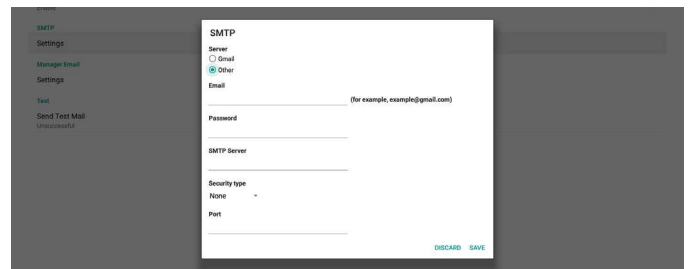 Enable
SMTP
Settings
Manager Email
Settings
Test
Send Test Mail
Unsuccessful
SMTP
Server
Gmail
Other
Email
(for example, example@gmail.com)
Password
SMTP Server
Security type
None
Port
DISCARD SAVE